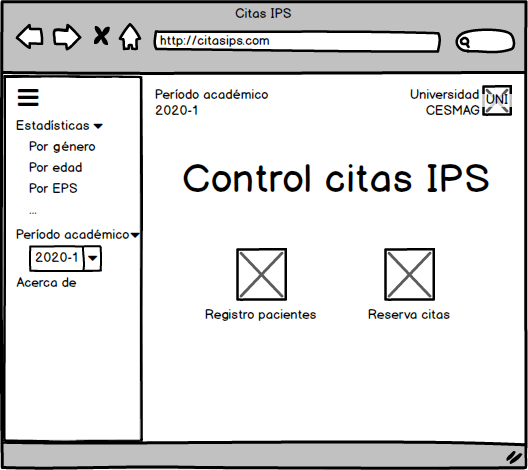 Citas IPS
http://citasips.com
Estadísticas
Por género
Por edad
Por EPS
...
Período académico
2020-1
Acerca de
Período académico
2020-1
Universidad
CESMAG
UNI
Control citas IPS
Registro pacientes
Reserva citas